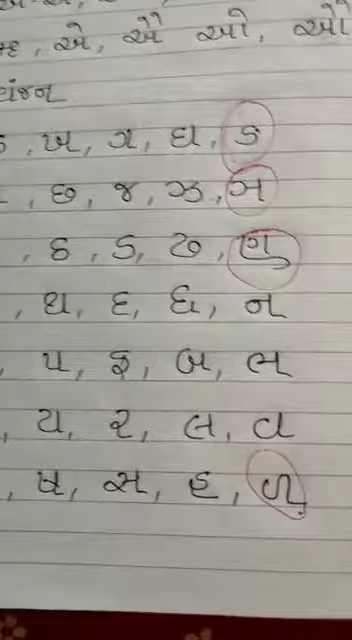 એ, ઐ ઓ, ઔ
વ્યંજન
ક, ખ, ગ, ઘ, ઙ
, છ, જ, ઝ, ઞ
, ઠ, ડ, ઢ, ણ
, થ, દ, ધ, ન
, પ, ફ, બ, ભ
, ય, ર, લ, વ
, ષ, સ, હ, ળ